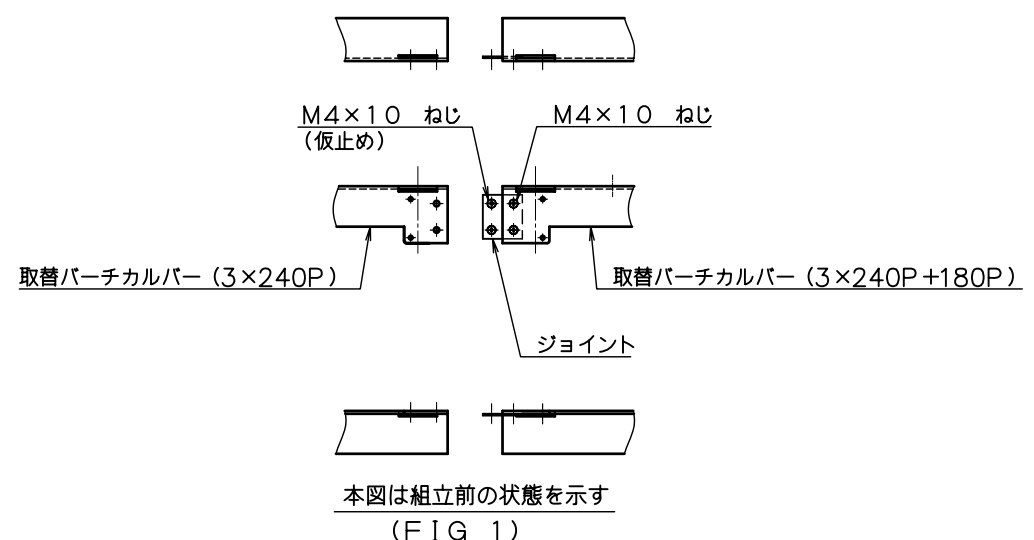 M4×10 ねじ
(仮止め)
M4×10 ねじ
取替バーチカルバー (3×240P)
取替バーチカルバー (3×240P+180P)
ジョイント
本図は組立前の状態を示す
(FIG 1)